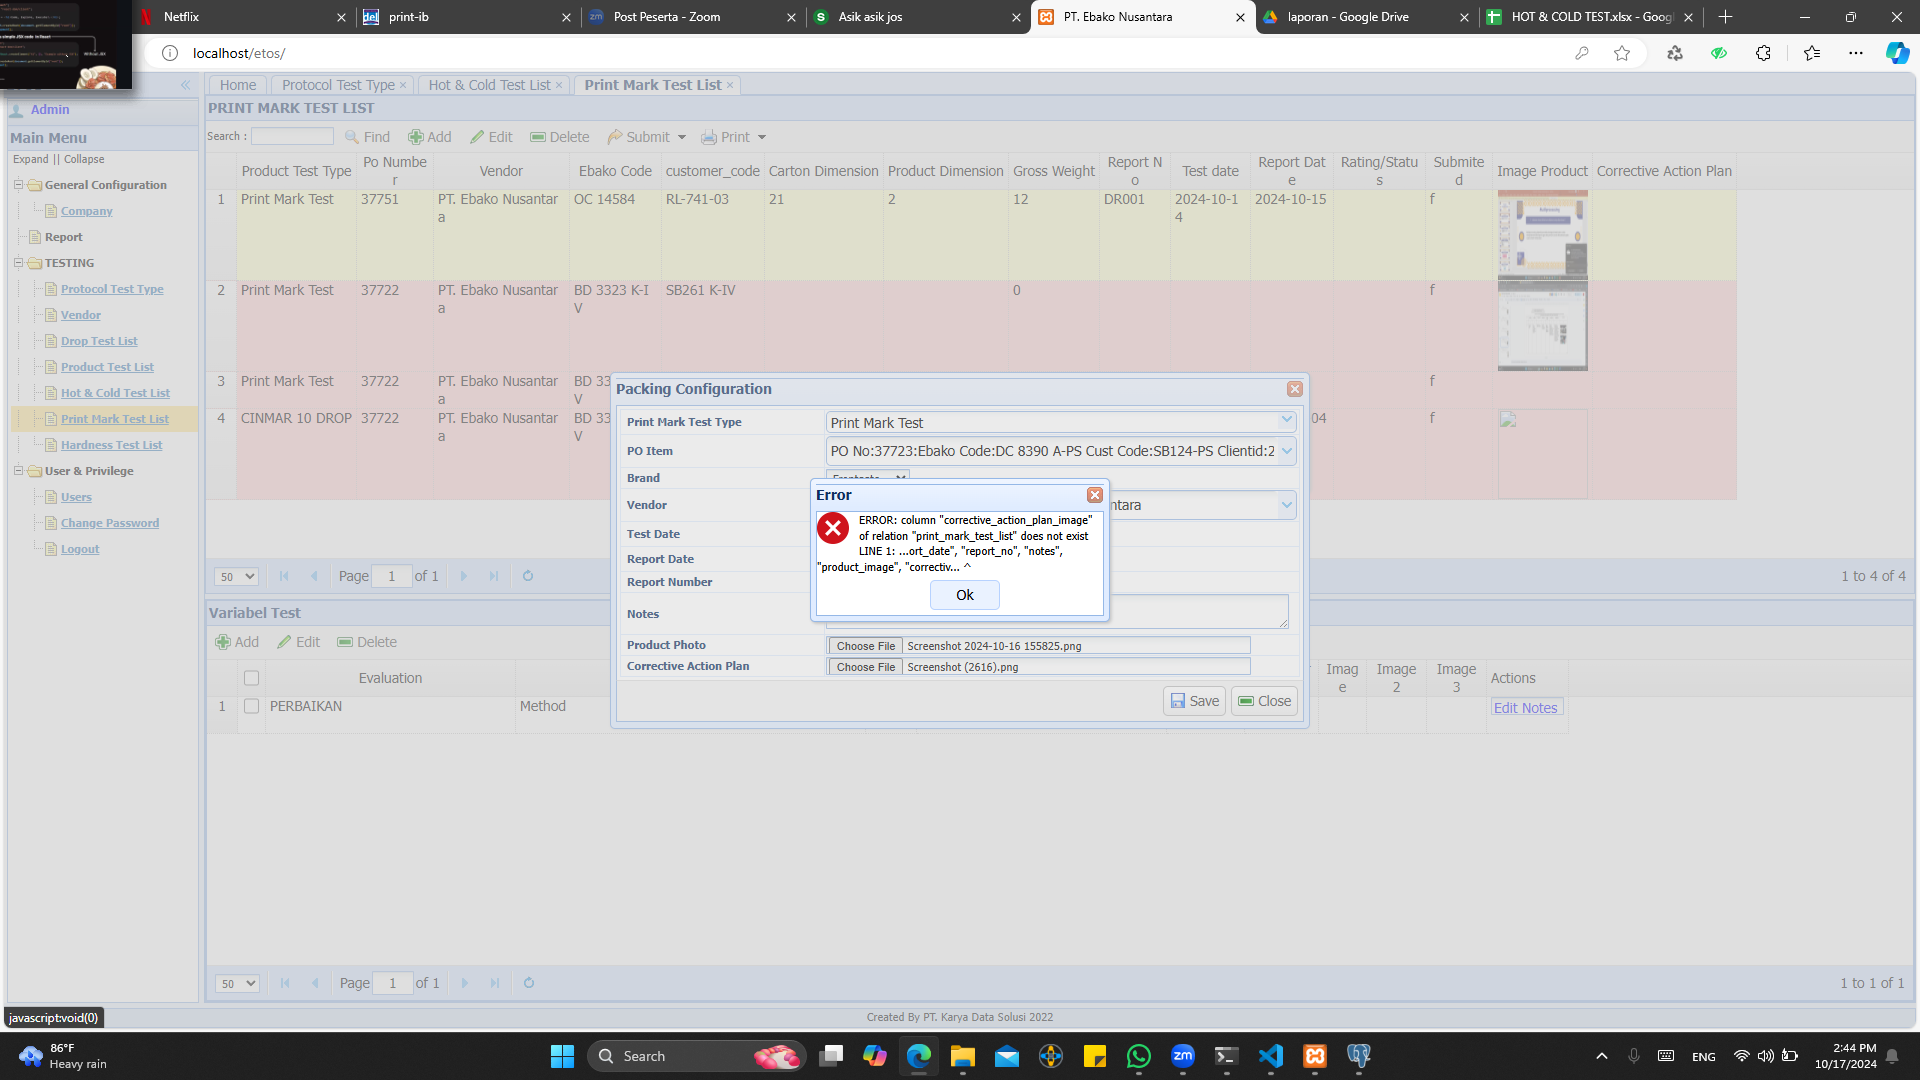 Netflix
print-ib
Post Peserta - Zoom
Asik asik jos
PT. Ebako Nusantara
laporan - Google Drive
HOT & COLD TEST.xlsx - Goog
localhost/etos/
Home
Protocol Test Type
Hot & Cold Test List
Print Mark Test List
Admin
PRINT MARK TEST LIST
Main Menu
Search :
Find
Add
Edit
Delete
Submit
Print
Expand || Collapse
Product Test Type
Po Numbe
r
Vendor
Ebako Code
customer_code
Carton Dimension
Product Dimension
Gross Weight
Report N
o
Test date
Report Dat
e
Rating/Statu
s
Submite
d
Image Product
Corrective Action Plan
General Configuration
Company
Report
TESTING
Protocol Test Type
Vendor
Drop Test List
Product Test List
Hot & Cold Test List
Print Mark Test List
Hardness Test List
User & Privilege
Users
Change Password
Logout
1
Print Mark Test
37751
PT. Ebako Nusantar
a
OC 14584
RL-741-03
21
2
12
DR001
2024-10-1
4
2024-10-15
f
2
Print Mark Test
37722
PT. Ebako Nusantar
a
BD 3323 K-I
V
SB261 K-IV
0
f
3
Print Mark Test
37722
PT. Ebako Nusantar
a
BD 33
V
f
4
CINMAR 10 DROP
37722
PT. Ebako Nusantar
a
BD 33
V
04
f
Packing Configuration
Print Mark Test Type
Print Mark Test
PO Item
PO No:37723:Ebako Code:DC 8390 A-PS Cust Code:SB124-PS Clientid:2
Brand
Vendor
ntara
Test Date
Report Date
Report Number
Notes
Product Photo
Choose File
Screenshot 2024-10-16 155825.png
Corrective Action Plan
Choose File
Screenshot (2616).png
Save
Close
Error
ERROR: column "corrective_action_plan_image"
of relation "print_mark_test_list" does not exist
LINE 1: ...ort_date", "report_no", "notes",
"product_image", "correctiv... ^
Ok
50
Page
1
of 1
1 to 4 of 4
Variabel Test
Add
Edit
Delete
Evaluation
Imag
e
Image
2
Image
3
Actions
1
PERBAIKAN
Method
Edit Notes
50
Page
1
of 1
1 to 1 of 1
javascript:void(0)
Created By PT. Karya Data Solusi 2022
86°F
Heavy rain
Search
ENG
2:44 PM
10/17/2024